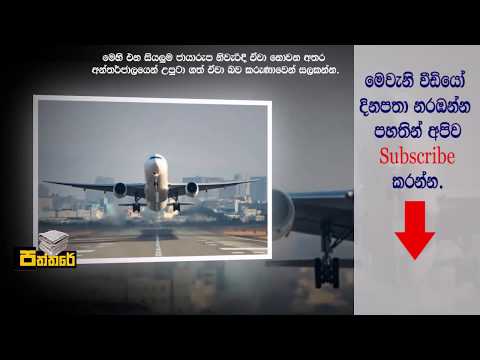 මෙහි එන සියලුම ජායාරූප නිවැරදි ඒවා නොවන අතර
අන්තර්ජාලයෙන් උපුටා ගත් ඒවා බව කරුණාවෙන් සලකන්න.
මෙවැනි වීඩියෝ
දිනපතා නරඹන්න
පහතින් අපිව
Subscribe
කරන්න.
පත්තරේ